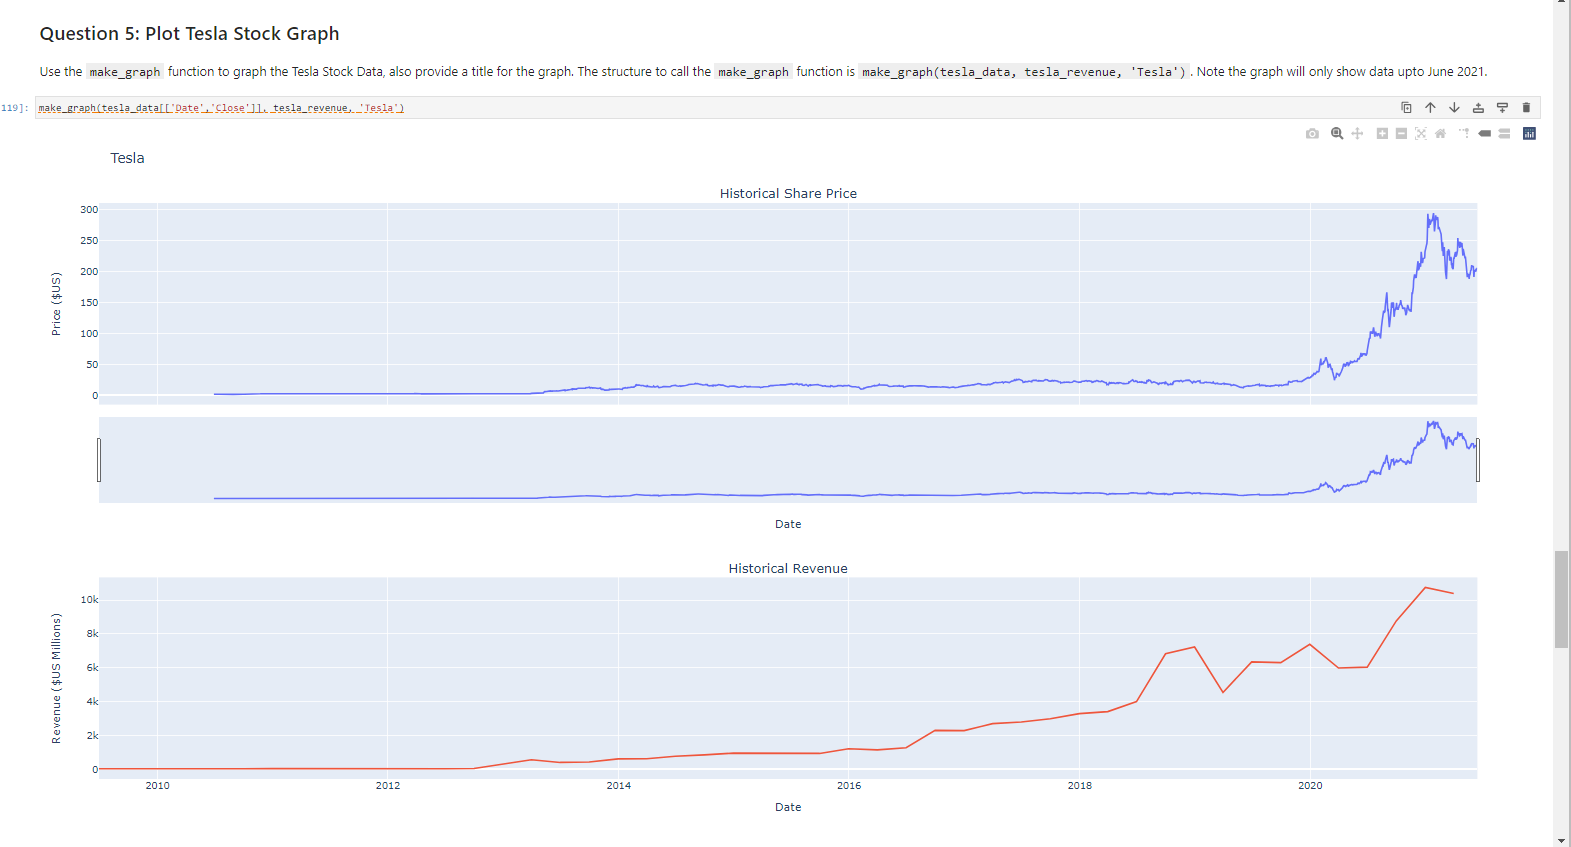 Question 5: Plot Tesla Stock Graph
Use the make_graph function to graph the Tesla Stock Data, also provide a title for the graph. The structure to call the make_graph function is make_graph(tesla_data, tesla_revenue, 'Tesla') . Note the graph will only show data upto June 2021.
119]: make_graph(tesla_data[['Date','Close']], tesla_revenue, 'Tesla')
Tesla
Historical Share Price
300
250
200
150
100
50
0
Price ($US)
Date
Historical Revenue
10k
8k
6k
4k
2k
0
Revenue ($US Millions)
2010 2012 2014 2016 2018 2020
Date